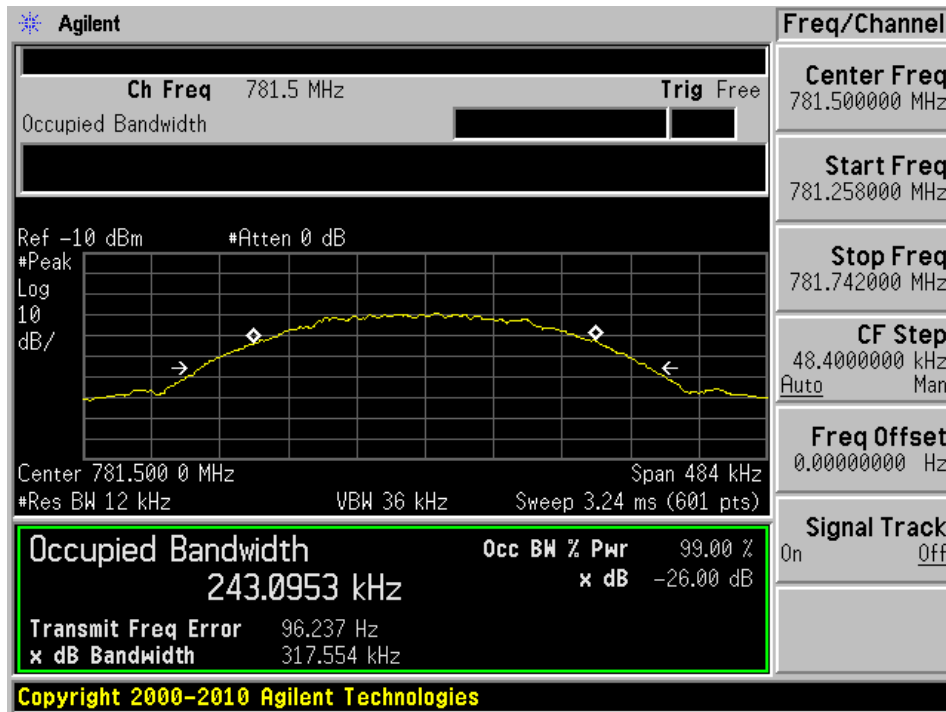 Agilent
Freq/Channel
Ch Freq 781.5 MHz Trig Free
Occupied Bandwidth
Center Freq
781.500000 MHz
Start Freq
781.258000 MHz
Stop Freq
781.742000 MHz
CF Step
48.4000000 kHz
Auto Man
Freq Offset
0.00000000 Hz
Signal Track
On Off
Ref -10 dBm #Atten 0 dB
#Peak
Log
10
dB/
Center 781.500 0 MHz Span 484 kHz
#Res BW 12 kHz VBW 36 kHz Sweep 3.24 ms (601 pts)
Occupied Bandwidth Occ BW % Pwr 99.00 %
243.0953 kHz x dB -26.00 dB
Transmit Freq Error 96.237 Hz
x dB Bandwidth 317.554 kHz
Copyright 2000-2010 Agilent Technologies